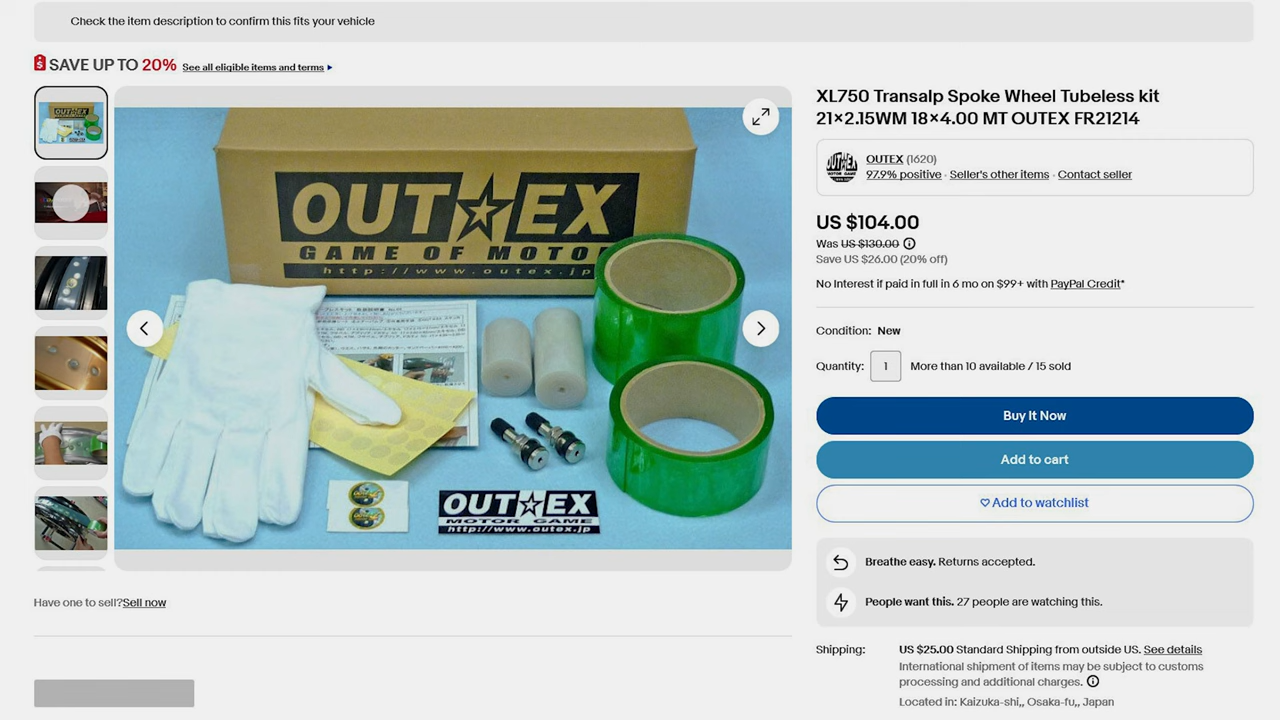 Check the item description to confirm this fits your vehicle
SAVE UP TO 20% See all eligible items and terms ▸
OUT★EX
GAME OF MOTO
http://www.outex.jp
OUT★EX
MOTOR GAME
http://www.outex.jp
Have one to sell?Sell now
XL750 Transalp Spoke Wheel Tubeless kit
21×2.15WM 18×4.00 MT OUTEX FR21214
OUTEX (1620)
97.9% positive · Seller's other items · Contact seller
US $104.00
Was US $130.00
Save US $26.00 (20% off)
No Interest if paid in full in 6 mo on $99+ with PayPal Credit*
Condition: New
Quantity: 1 More than 10 available / 15 sold
Buy It Now
Add to cart
Add to watchlist
Breathe easy. Returns accepted.
People want this. 27 people are watching this.
Shipping: US $25.00 Standard Shipping from outside US. See details
International shipment of items may be subject to customs
processing and additional charges.
Located in: Kaizuka-shi,, Osaka-fu,, Japan